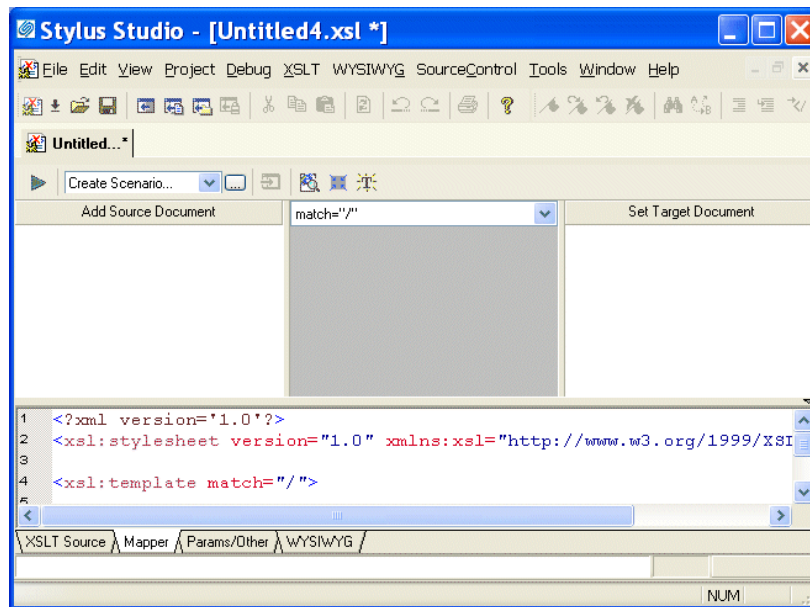 Stylus Studio - [Untitled4.xsl *]
File Edit View Project Debug XSLT WYSIWYG SourceControl Tools Window Help
Untitled...*
Create Scenario...
Add Source Document match="/" Set Target Document
1 <?xml version='1.0'?>
2 <xsl:stylesheet version="1.0" xmlns:xsl="http://www.w3.org/1999/XSL
3
4 <xsl:template match="/">
5
XSLT Source Mapper Params/Other WYSIWYG
NUM